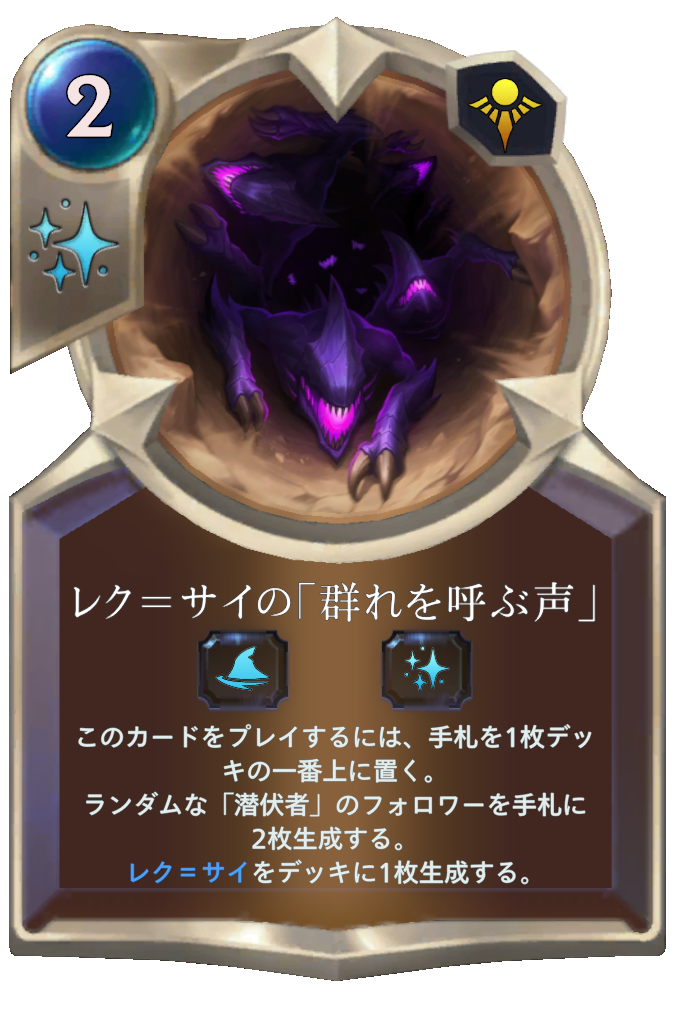 2
レク＝サイの「群れを呼ぶ声」
このカードをプレイするには、手札を1枚デッ
キの一番上に置く。
ランダムな「潜伏者」のフォロワーを手札に
2枚生成する。
レク＝サイをデッキに1枚生成する。